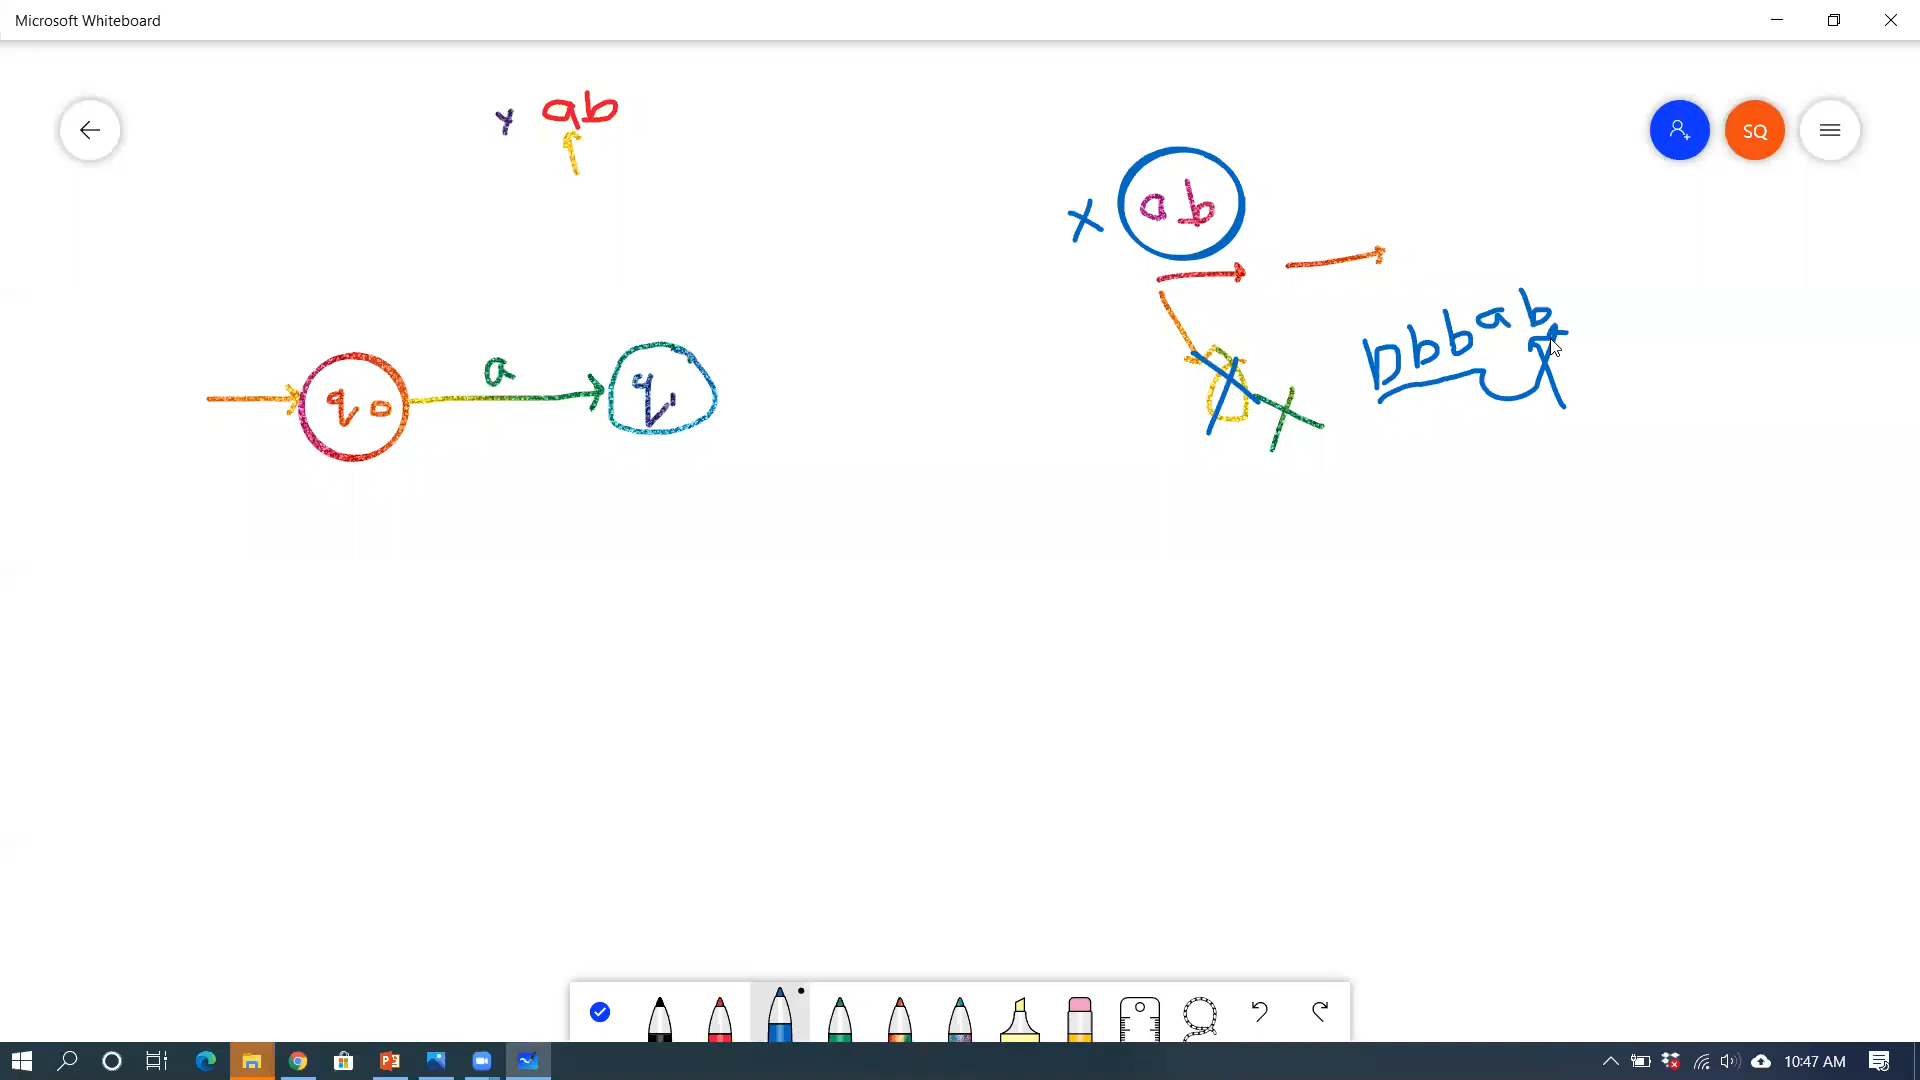 Microsoft Whiteboard
x ab
SQ
x ab
bbbab
a
q0
q1
10:47 AM